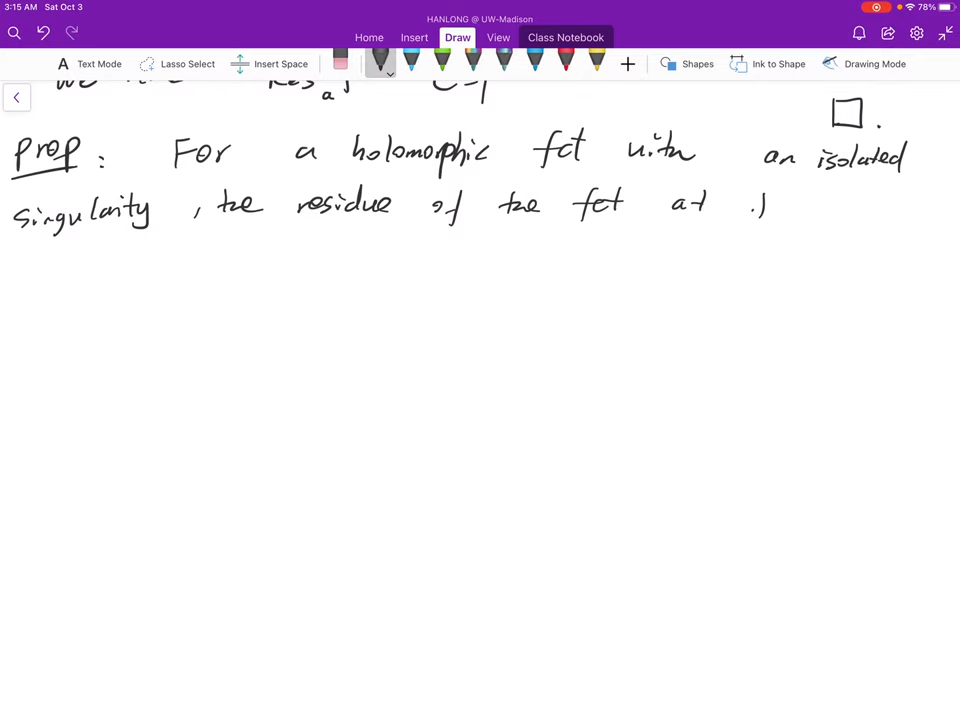 3:15 AM Sat Oct 3
78%
HANLONG @ UW-Madison
Home Insert Draw View Class Notebook
Text Mode Lasso Select Insert Space Shapes Ink to Shape Drawing Mode
Res a
Prop: For a holomorphic fct with an isolated
singularity, the residue of the fct at